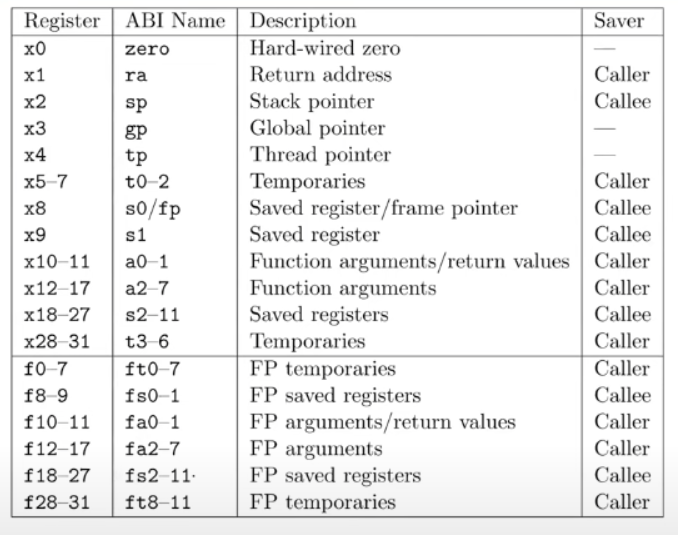 Register ABI Name Description Saver
x0 zero Hard-wired zero —
x1 ra Return address Caller
x2 sp Stack pointer Callee
x3 gp Global pointer —
x4 tp Thread pointer —
x5–7 t0–2 Temporaries Caller
x8 s0/fp Saved register/frame pointer Callee
x9 s1 Saved register Callee
x10–11 a0–1 Function arguments/return values Caller
x12–17 a2–7 Function arguments Caller
x18–27 s2–11 Saved registers Callee
x28–31 t3–6 Temporaries Caller
f0–7 ft0–7 FP temporaries Caller
f8–9 fs0–1 FP saved registers Callee
f10–11 fa0–1 FP arguments/return values Caller
f12–17 fa2–7 FP arguments Caller
f18–27 fs2–11 FP saved registers Callee
f28–31 ft8–11 FP temporaries Caller